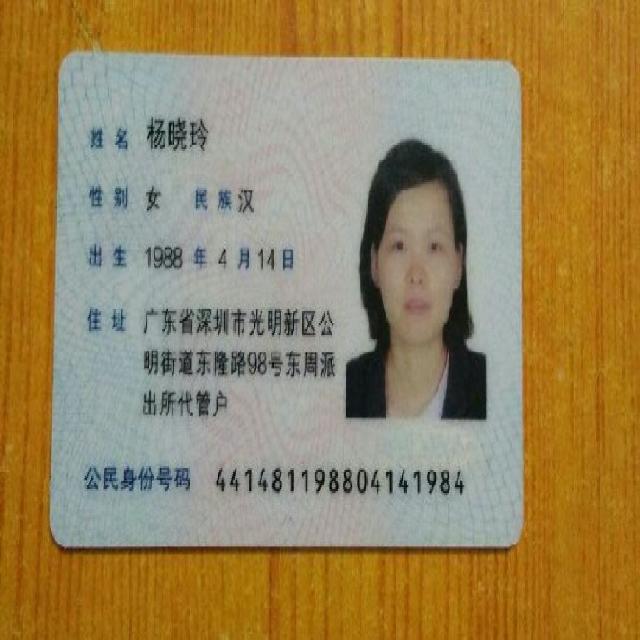 姓名 杨晓玲
性别 女 民族 汉
出生 1988 年 4 月 14 日
住址 广东省深圳市光明新区公
明街道东隆路98号东周派
出所代管户
公民身份号码 441481198804141984